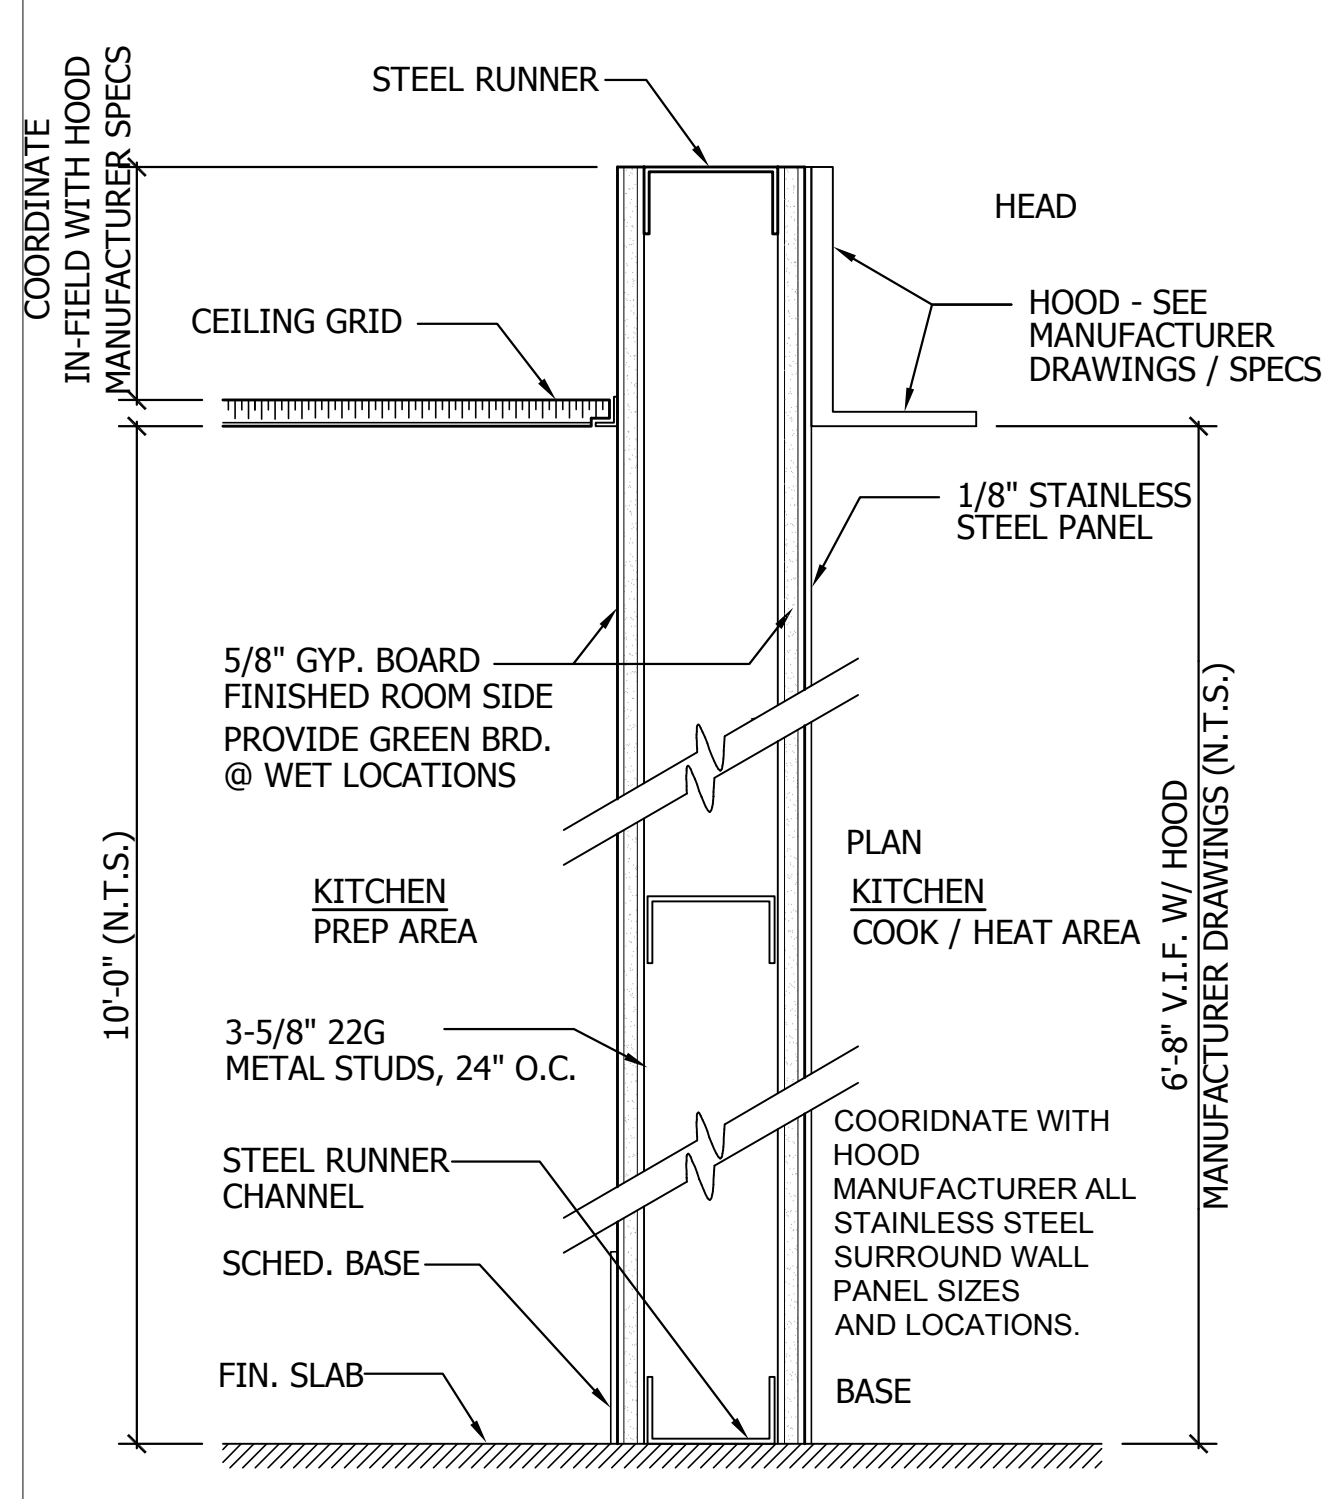 COORDINATE
IN-FIELD WITH HOOD
MANUFACTURER SPECS
STEEL RUNNER
HEAD
CEILING GRID
HOOD - SEE
MANUFACTURER
DRAWINGS / SPECS
1/8" STAINLESS
STEEL PANEL
5/8" GYP. BOARD
FINISHED ROOM SIDE
PROVIDE GREEN BRD.
@ WET LOCATIONS
10'-0" (N.T.S.)
KITCHEN
PREP AREA
PLAN
KITCHEN
COOK / HEAT AREA
6'-8" V.I.F. W/ HOOD
MANUFACTURER DRAWINGS (N.T.S.)
3-5/8" 22G
METAL STUDS, 24" O.C.
STEEL RUNNER
CHANNEL
SCHED. BASE
FIN. SLAB
COORIDNATE WITH
HOOD
MANUFACTURER ALL
STAINLESS STEEL
SURROUND WALL
PANEL SIZES
AND LOCATIONS.
BASE